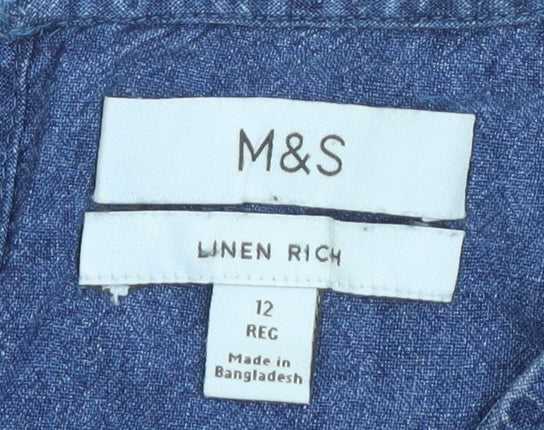 M&S
LINEN RICH
12
REG
Made in
Bangladesh